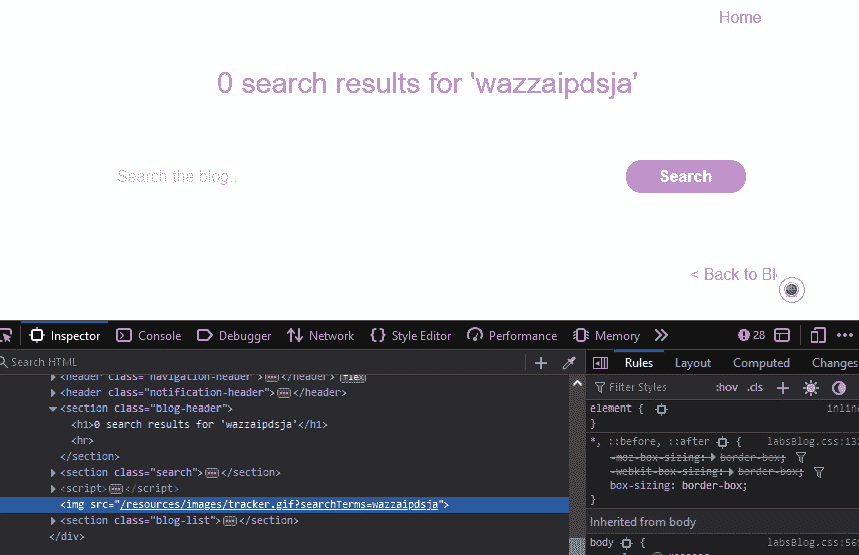 Home
0 search results for 'wazzaipdsja'
Search the blog..
Search
< Back to Bl
Inspector Console Debugger Network Style Editor Performance Memory 28
Search HTML
Rules Layout Computed Changes
<header class="navigation-header"></header> flex
Filter Styles :hov .cls
<header class="notification-header"></header>
<section class="blog-header">
<h1>0 search results for 'wazzaipdsja'</h1>
<hr>
</section>
<section class="search"></section>
<script></script>
<img src="/resources/images/tracker.gif?searchTerms=wazzaipdsja">
<section class="blog-list"></section>
</div>
element {
inline
}
*, ::before, ::after { labsBlog.css:132
-moz-box-sizing: border-box;
-webkit-box-sizing: border-box;
box-sizing: border-box;
}
Inherited from body
body { labsBlog.css:569